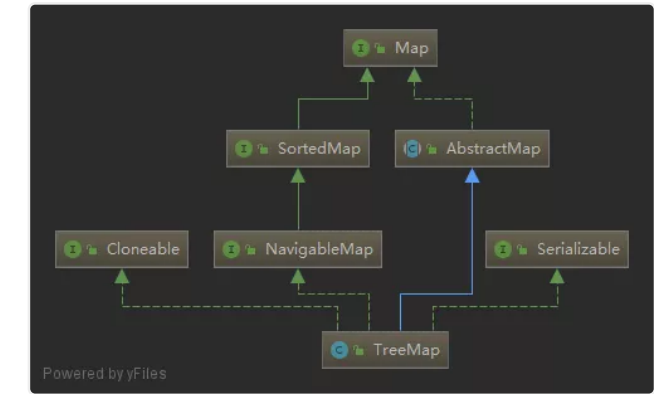 Map
SortedMap
AbstractMap
Cloneable
NavigableMap
Serializable
TreeMap
Powered by yFiles